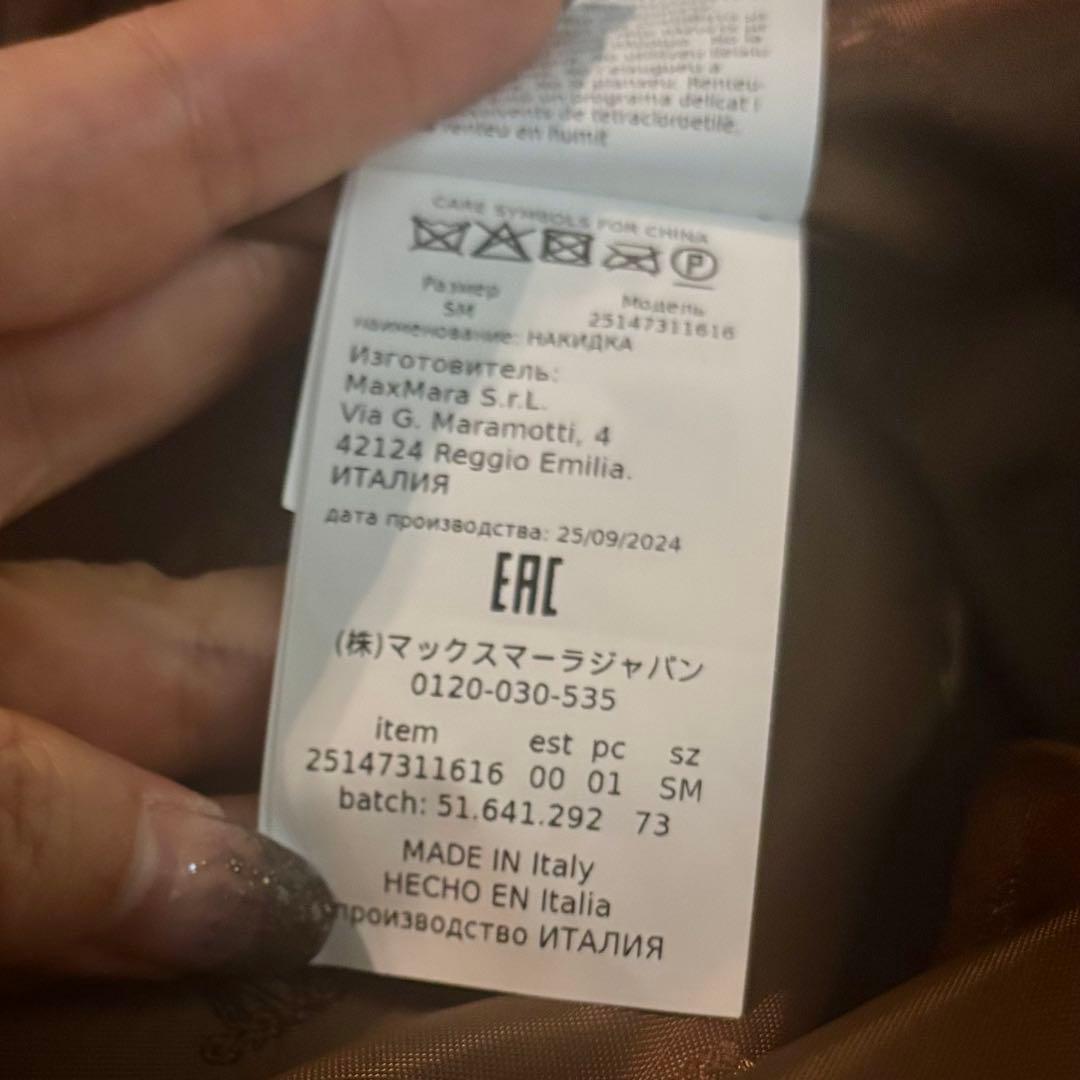 programa delicat
de tetracloroetilè,
en humit
CARE SYMBOLS FOR CHINA
P
Размер Модель
SM 25147311616
Наименование: НАКИДКА
Изготовитель:
MaxMara S.r.L.
Via G. Maramotti, 4
42124 Reggio Emilia.
ИТАЛИЯ
дата производства: 25/09/2024
EAC
(株)マックスマーラジャパン
0120-030-535
item est pc sz
25147311616 00 01 SM
batch: 51.641.292 73
MADE IN Italy
HECHO EN Italia
производство ИТАЛИЯ